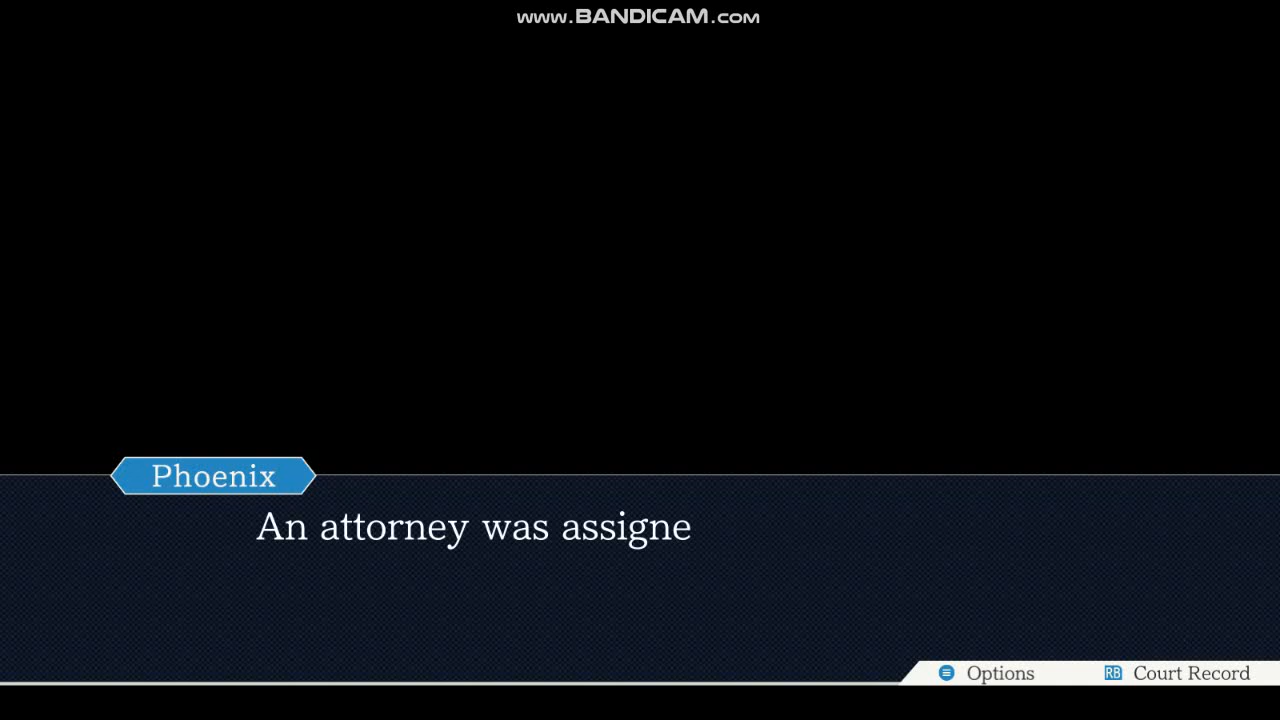 www.BANDICAM.com
Phoenix
An attorney was assigne
Options
RB Court Record